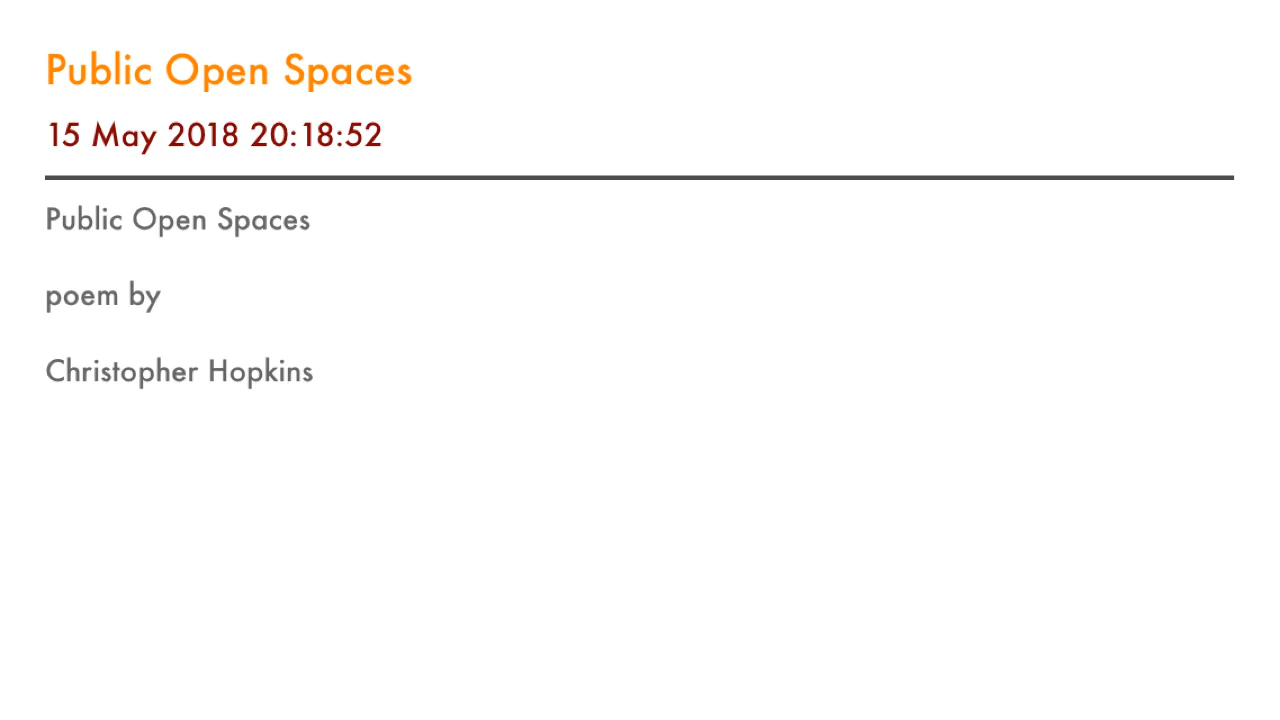 Public Open Spaces
15 May 2018 20:18:52
Public Open Spaces
poem by
Christopher Hopkins